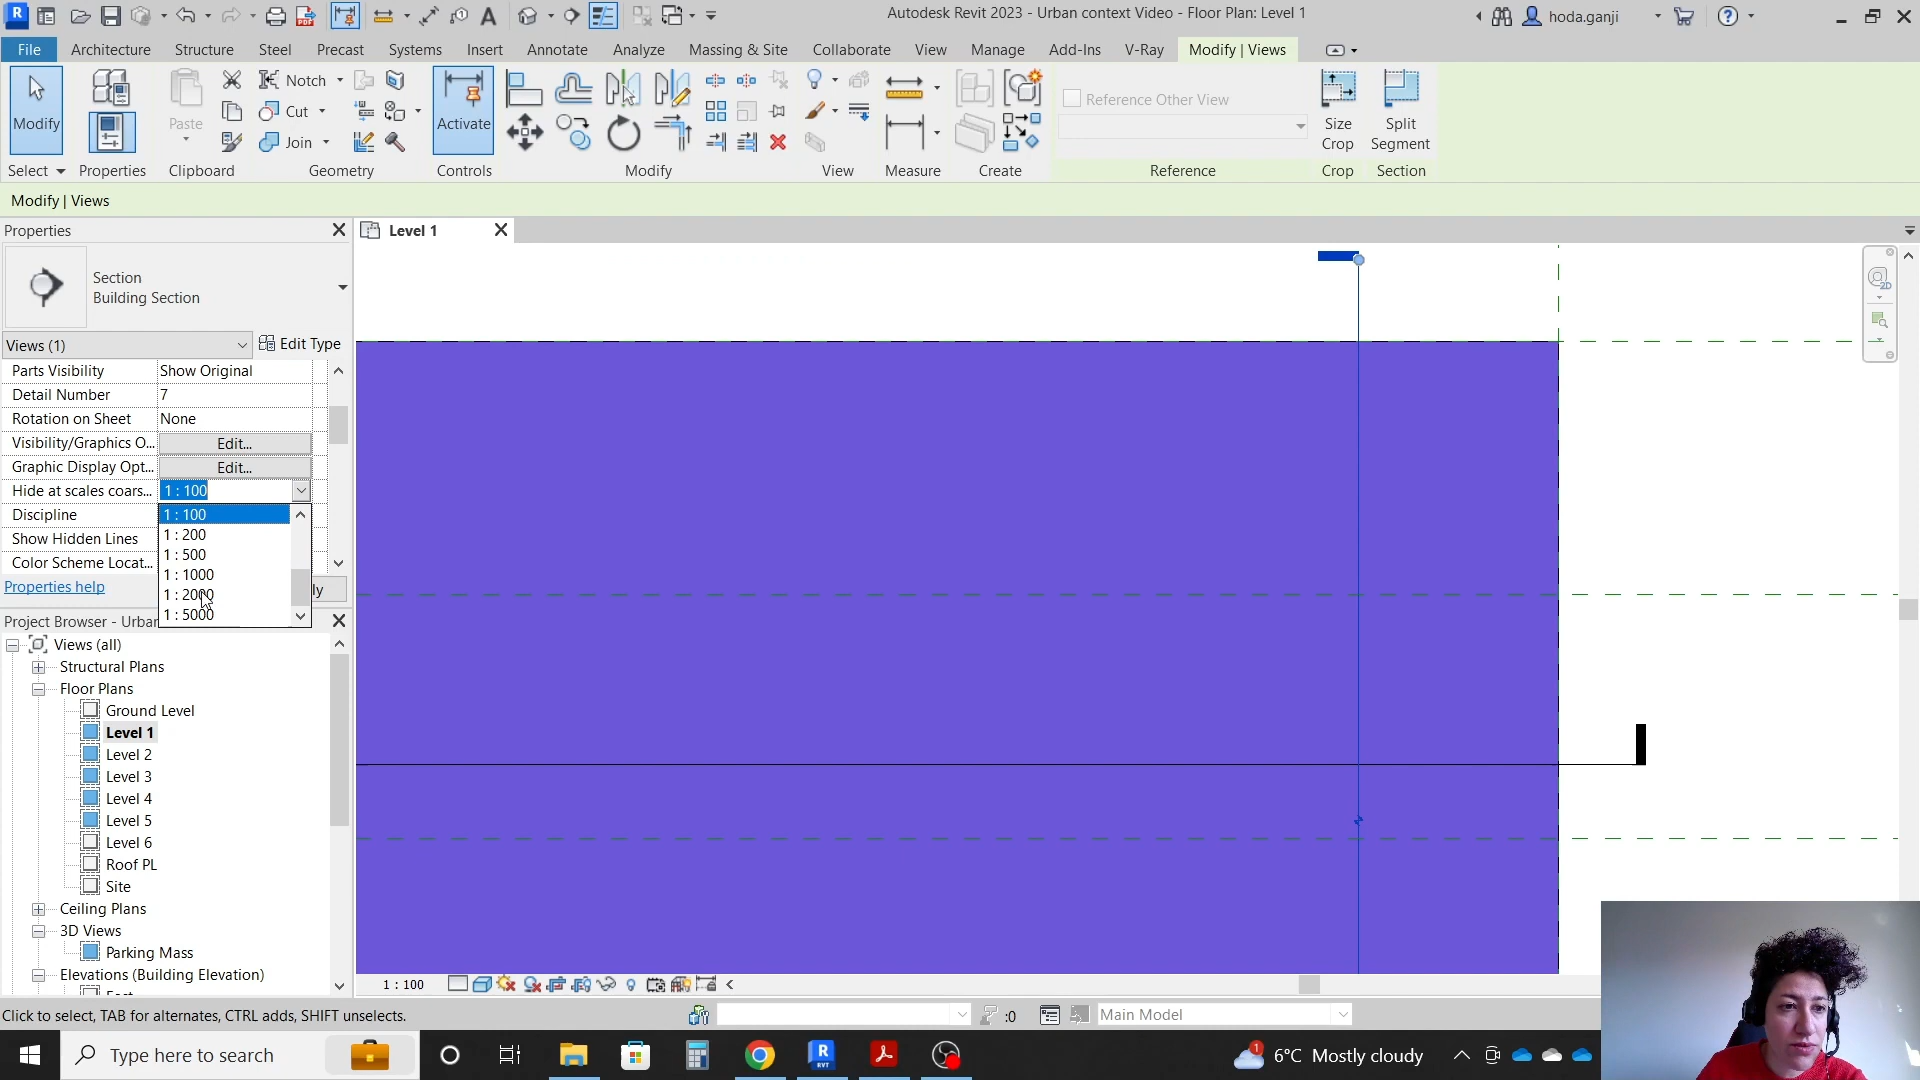 Autodesk Revit 2023 - Urban context Video - Floor Plan: Level 1
hoda.ganji
File Architecture Structure Steel Precast Systems Insert Annotate Analyze Massing & Site Collaborate View Manage Add-Ins V-Ray Modify | Views
Modify
Paste
Notch
Cut
Join
Activate
Reference Other View
Size Crop
Split Segment
Select Properties Clipboard Geometry Controls Modify View Measure Create Reference Crop Section
Modify | Views
Properties
Level 1
Section
Building Section
Views (1)
Edit Type
Parts Visibility Show Original
Detail Number 7
Rotation on Sheet None
Visibility/Graphics O... Edit...
Graphic Display Opt... Edit...
Hide at scales coars... 1 : 100
Discipline
Show Hidden Lines
Color Scheme Locat...
1 : 100
1 : 200
1 : 500
1 : 1000
1 : 2000
1 : 5000
Properties help
ly
Project Browser - Urban
Views (all)
Structural Plans
Floor Plans
Ground Level
Level 1
Level 2
Level 3
Level 4
Level 5
Level 6
Roof PL
Site
Ceiling Plans
3D Views
Parking Mass
Elevations (Building Elevation)
2D
1 : 100
Click to select, TAB for alternates, CTRL adds, SHIFT unselects.
:0
Main Model
Type here to search
1
6°C Mostly cloudy